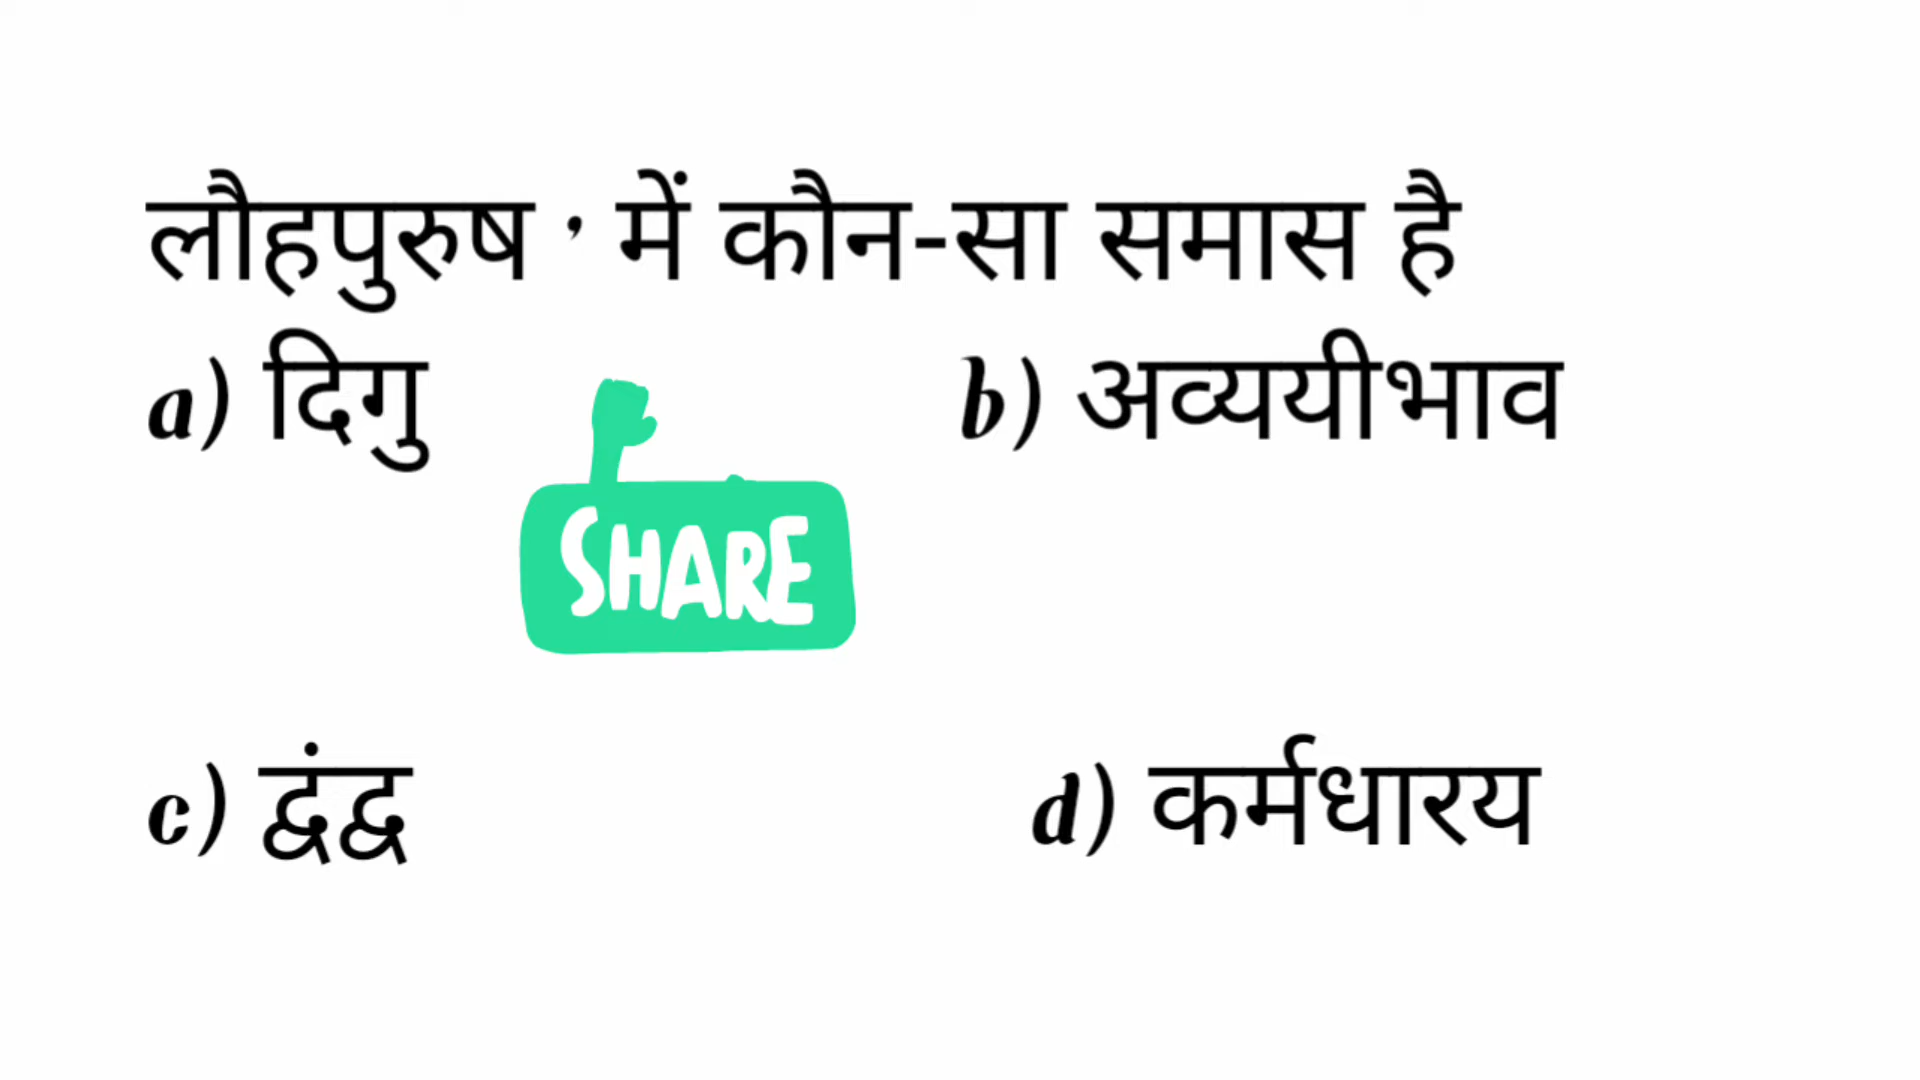 लौहपुरुष ' में कौन-सा समास है
a) दिगु
b) अव्ययीभाव
SHARE
c) द्वंद्व
d) कर्मधारय